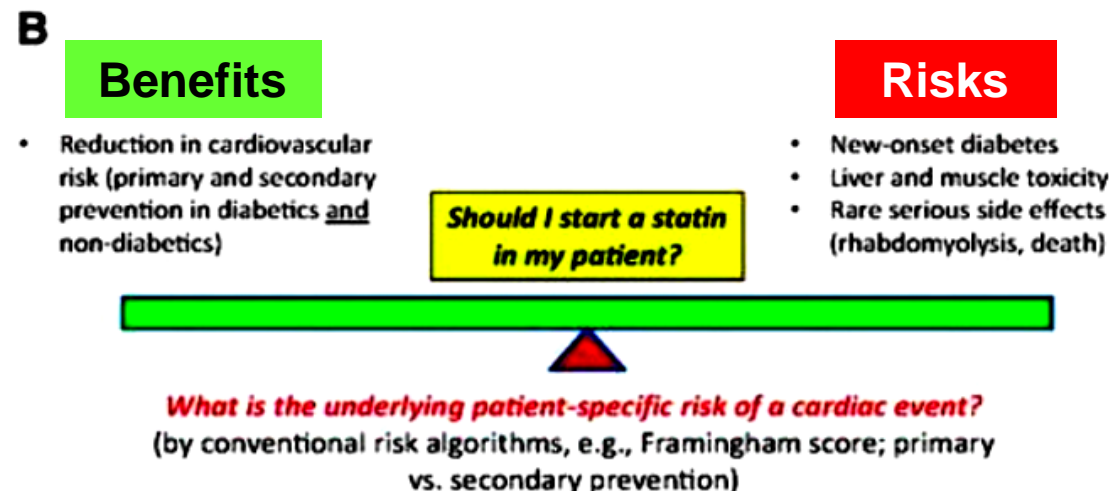 B
Benefits
• Reduction in cardiovascular
risk (primary and secondary
prevention in diabetics and
non-diabetics)
Risks
• New-onset diabetes
• Liver and muscle toxicity
• Rare serious side effects
(rhabdomyolysis, death)
Should I start a statin
in my patient?
What is the underlying patient-specific risk of a cardiac event?
(by conventional risk algorithms, e.g., Framingham score; primary
vs. secondary prevention)